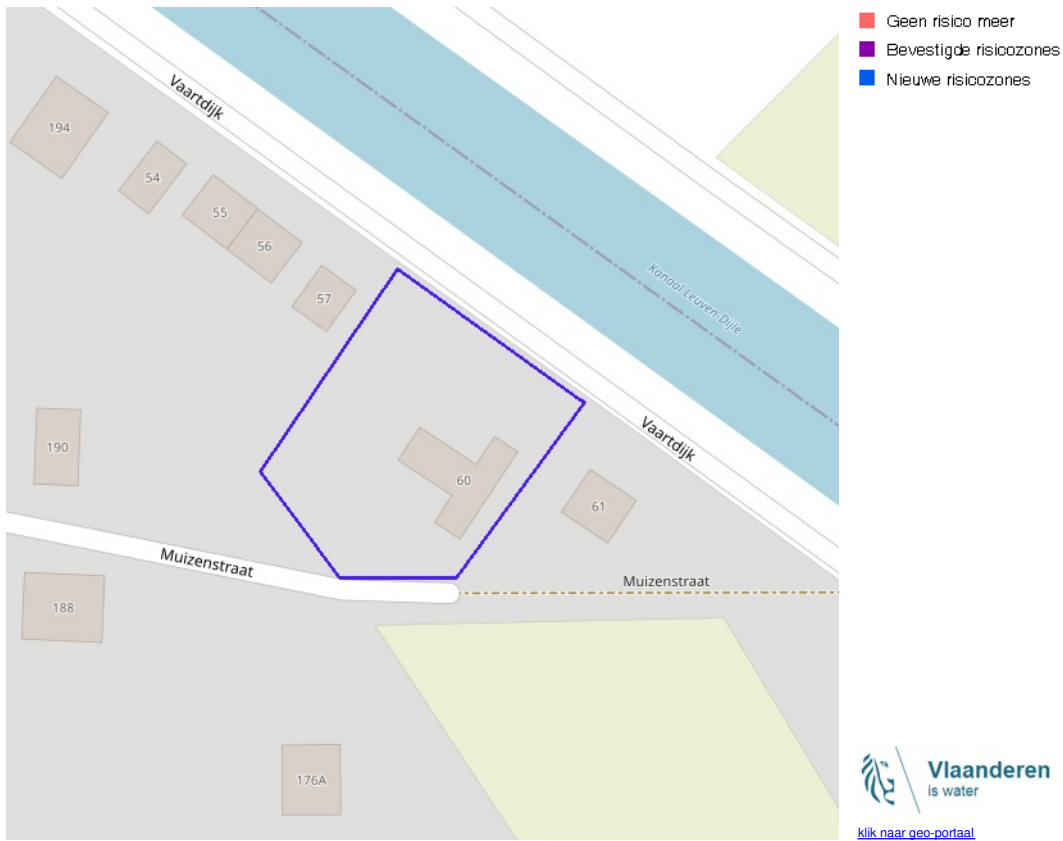 Geen risico meer
Bevestigde risicozones
Nieuwe risicozones
Vaartdijk
194
54
55
56
57
Kanaal Leuven-Dijle
Vaartdijk
190
60
61
Muizenstraat
Muizenstraat
188
176A
Vlaanderen
is water
klik naar geo-portaal